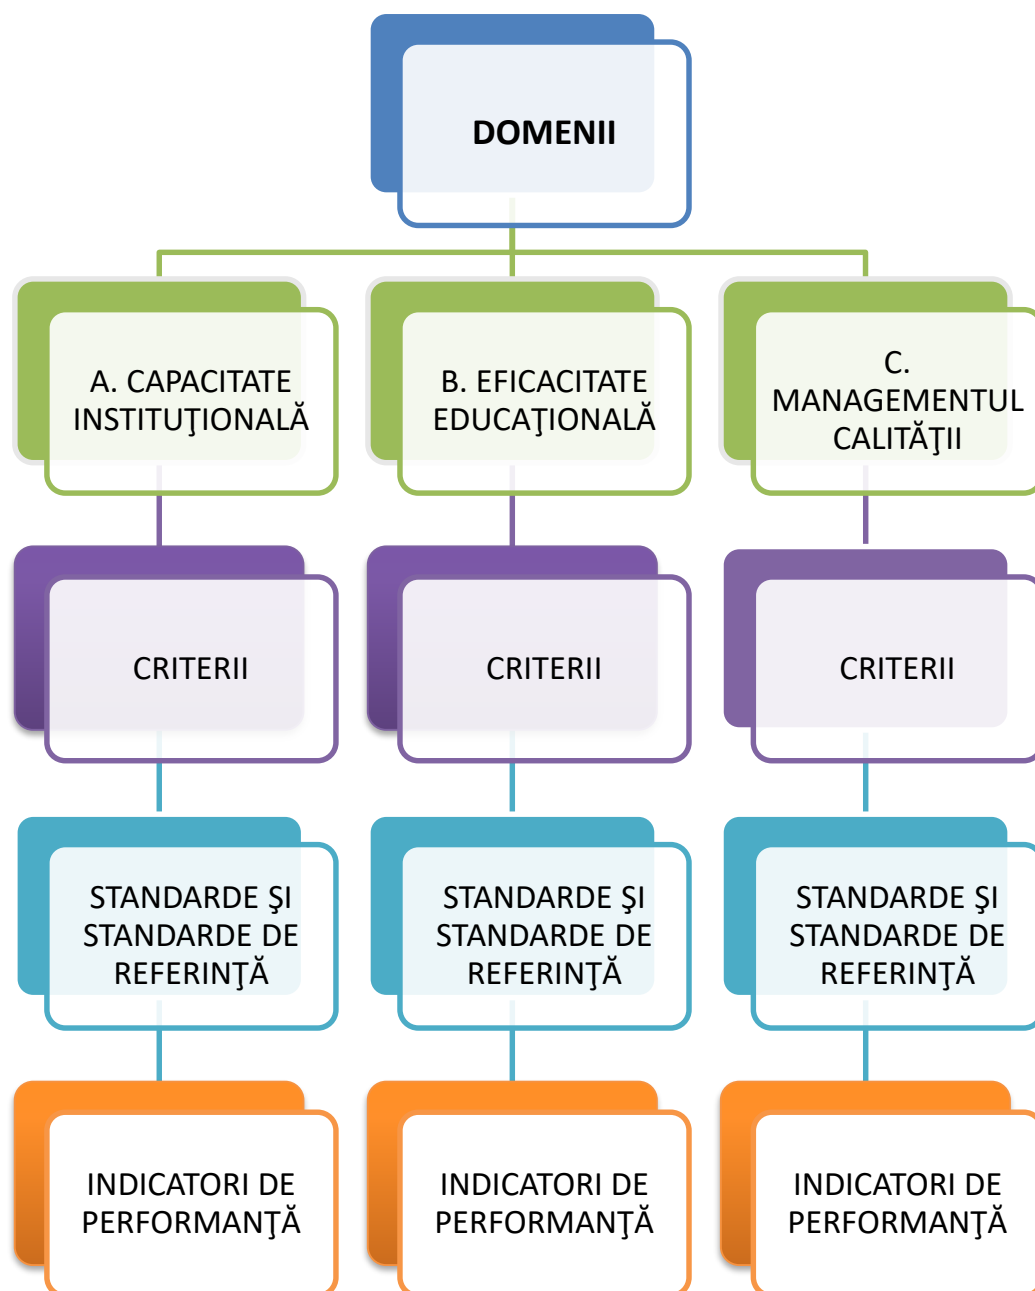 DOMENII
A. CAPACITATE
INSTITUŢIONALĂ
B. EFICACITATE
EDUCAŢIONALĂ
C.
MANAGEMENTUL
CALITĂŢII
CRITERII
CRITERII
CRITERII
STANDARDE ŞI
STANDARDE DE
REFERINŢĂ
STANDARDE ŞI
STANDARDE DE
REFERINŢĂ
STANDARDE ŞI
STANDARDE DE
REFERINŢĂ
INDICATORI DE
PERFORMANŢĂ
INDICATORI DE
PERFORMANŢĂ
INDICATORI DE
PERFORMANŢĂ